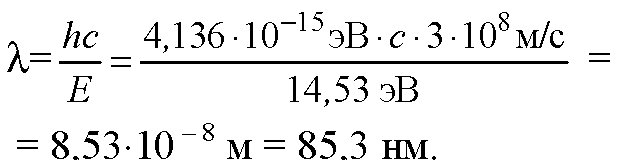 λ = hc/E = 4,136·10⁻¹⁵ эВ·с·3·10⁸ м/с / 14,53 эВ =
= 8,53·10⁻⁸ м = 85,3 нм.